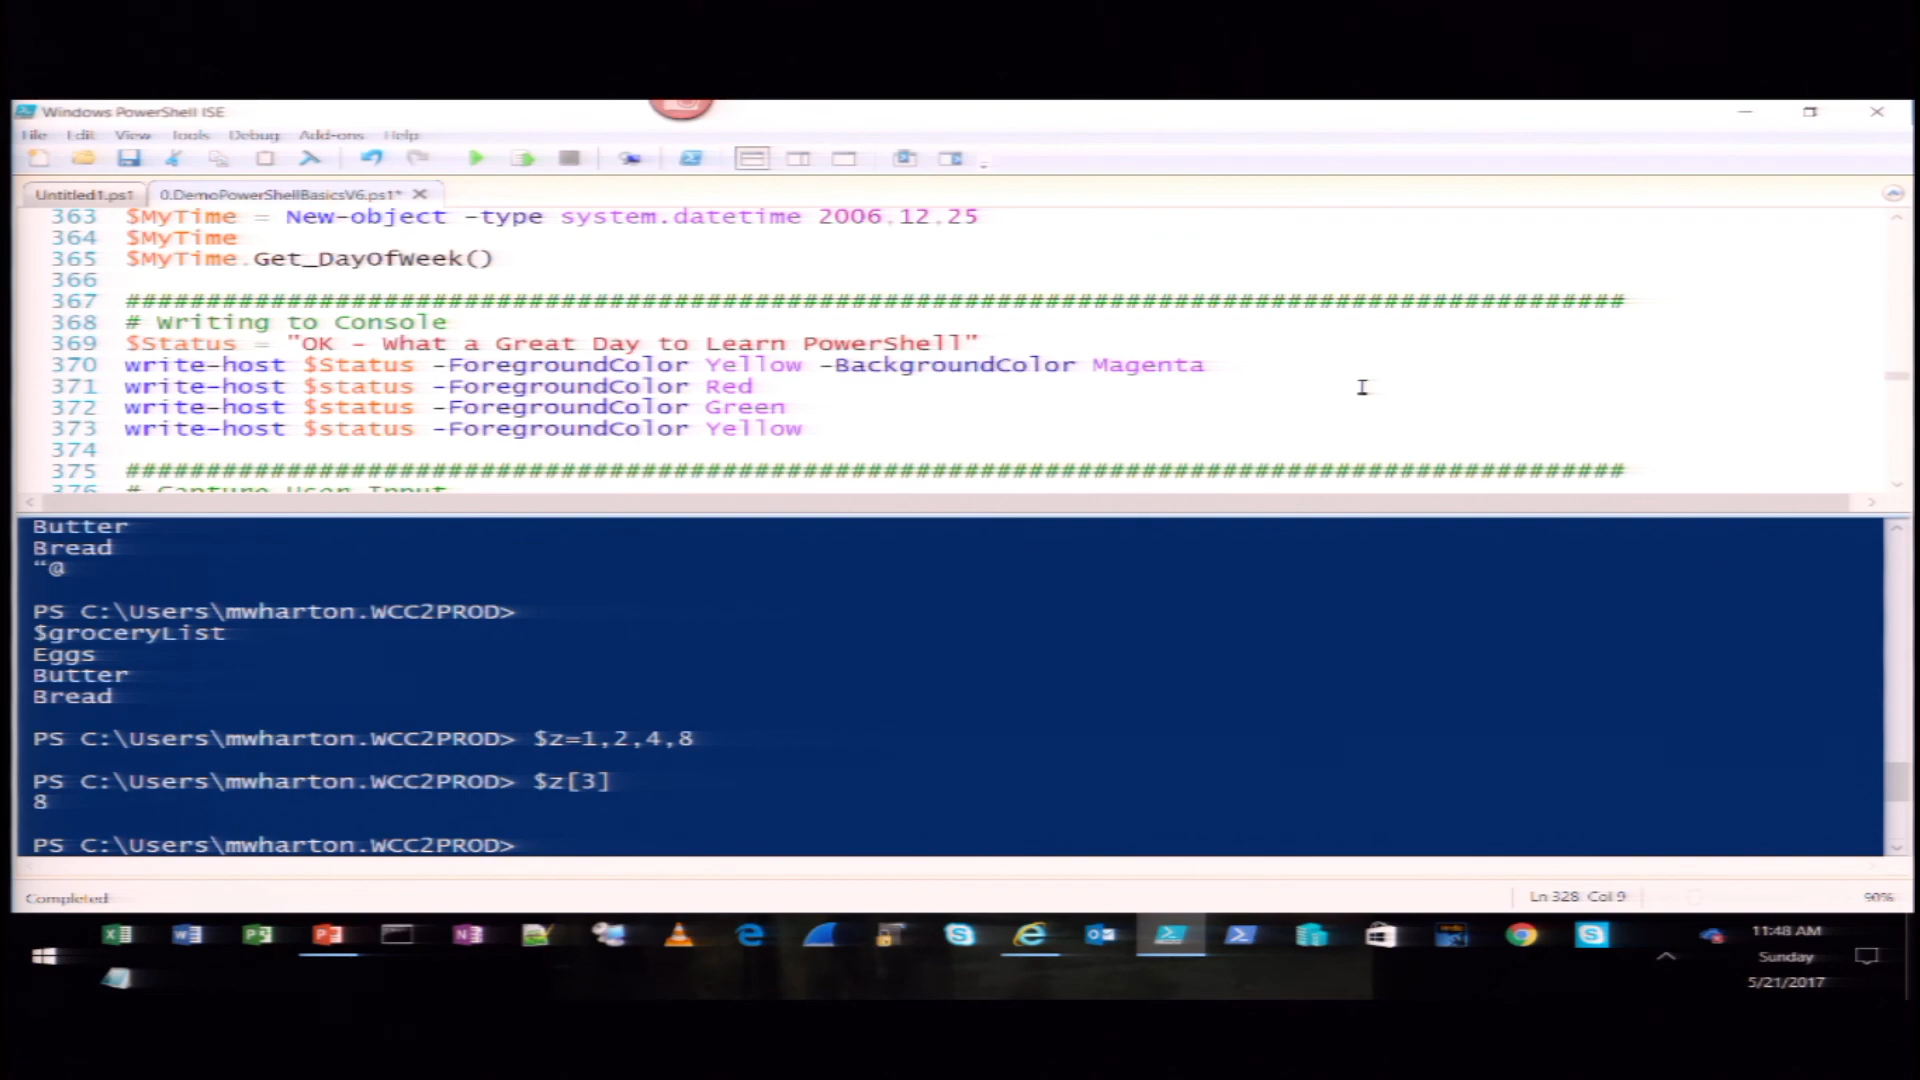 Windows PowerShell ISE
File Edit View Tools Debug Add-ons Help
Untitled1.ps1 0.DemoPowerShellBasicsV6.ps1*
363 $MyTime = New-object -type system.datetime 2006,12,25
364 $MyTime
365 $MyTime.Get_DayOfWeek()
366
367 #############################################################################################
368 # Writing to Console
369 $Status = "OK - What a Great Day to Learn PowerShell"
370 write-host $Status -ForegroundColor Yellow -BackgroundColor Magenta
371 write-host $status -ForegroundColor Red
372 write-host $status -ForegroundColor Green
373 write-host $status -ForegroundColor Yellow
374
375 #############################################################################################
376 # Capture User Input
Butter
Bread
“@
PS C:\Users\mwharton.WCC2PROD>
$groceryList
Eggs
Butter
Bread
PS C:\Users\mwharton.WCC2PROD> $z=1,2,4,8
PS C:\Users\mwharton.WCC2PROD> $z[3]
8
PS C:\Users\mwharton.WCC2PROD>
Completed Ln 328 Col 9 90%
11:48 AM
Sunday
5/21/2017